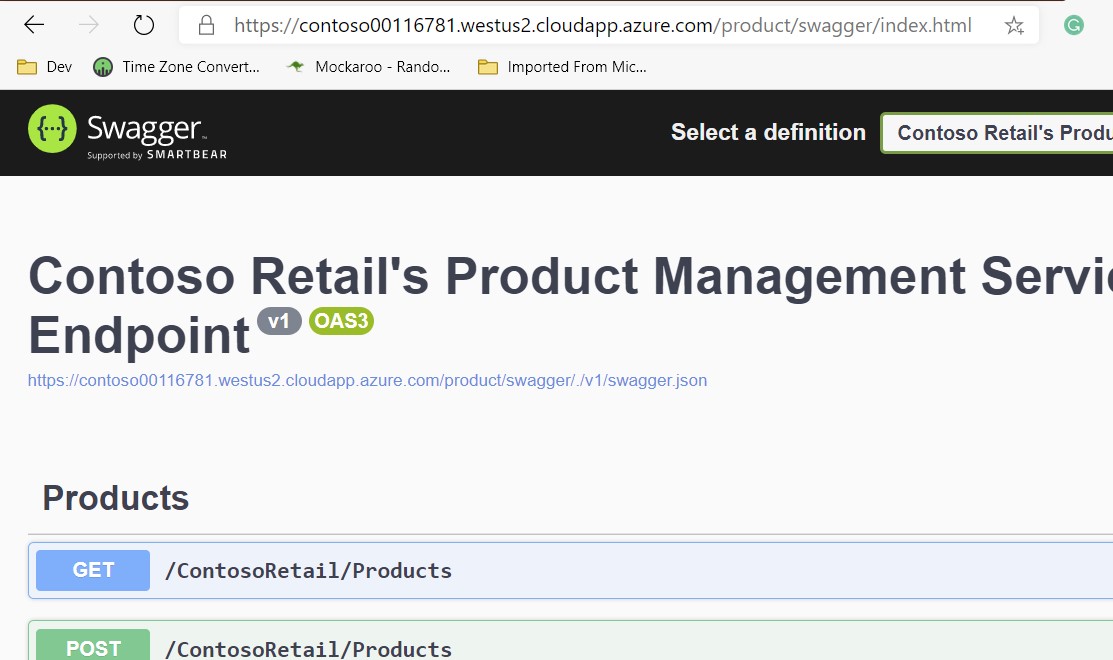 https://contoso00116781.westus2.cloudapp.azure.com/product/swagger/index.html
Dev Time Zone Convert... Mockaroo - Rando... Imported From Mic...
{...} Swagger™ Select a definition Contoso Retail's Produ
Supported by SMARTBEAR
Contoso Retail's Product Management Servic
Endpoint v1 OAS3
https://contoso00116781.westus2.cloudapp.azure.com/product/swagger/./v1/swagger.json
Products
GET /ContosoRetail/Products
POST /ContosoRetail/Products